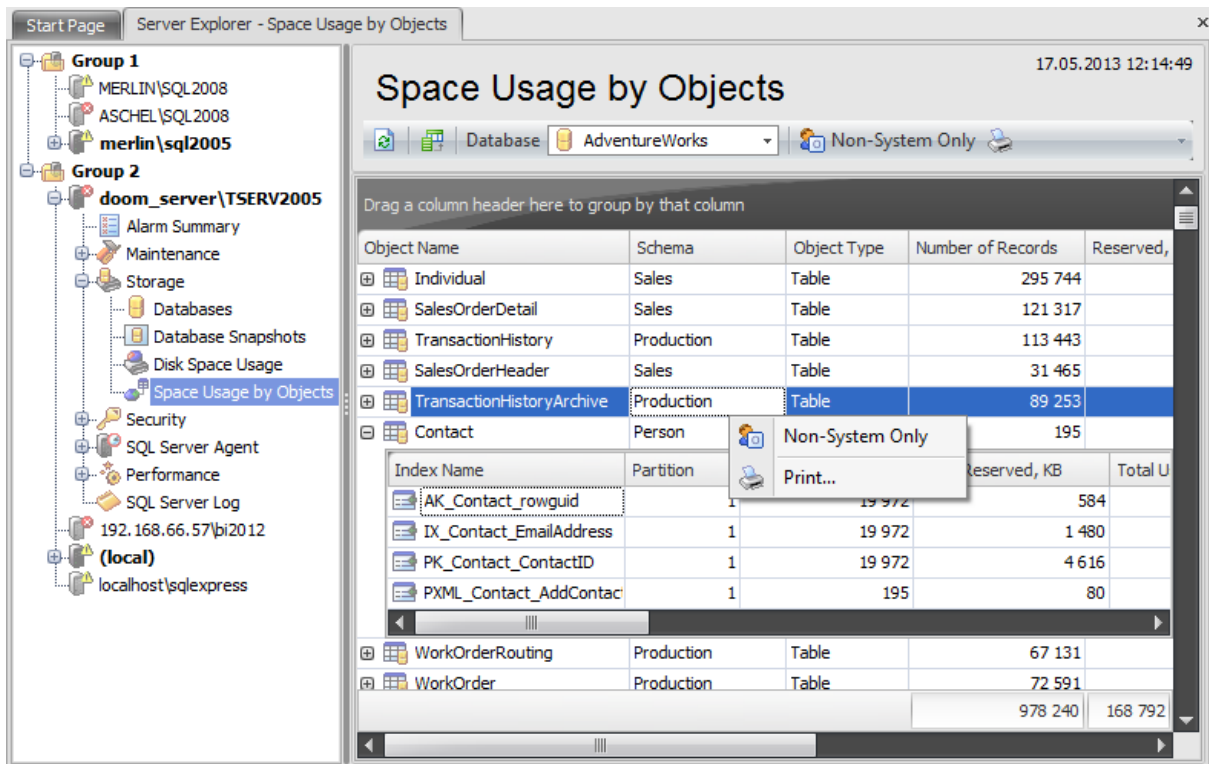 Start Page Server Explorer - Space Usage by Objects
Group 1
MERLIN\SQL2008
ASCHEL\SQL2008
merlin\sql2005
Group 2
doom_server\TSERV2005
Alarm Summary
Maintenance
Storage
Databases
Database Snapshots
Disk Space Usage
Space Usage by Objects
Security
SQL Server Agent
Performance
SQL Server Log
192.168.66.57\bi2012
(local)
localhost\sqlexpress
17.05.2013 12:14:49
Space Usage by Objects
Database AdventureWorks Non-System Only
Drag a column header here to group by that column
Object Name Schema Object Type Number of Records Reserved,
Individual Sales Table 295 744
SalesOrderDetail Sales Table 121 317
TransactionHistory Production Table 113 443
SalesOrderHeader Sales Table 31 465
TransactionHistoryArchive Production Table 89 253
Contact Person 195
Non-System Only
Print...
Index Name Partition Reserved, KB Total U
AK_Contact_rowguid 1 19 972 584
IX_Contact_EmailAddress 1 19 972 1 480
PK_Contact_ContactID 1 19 972 4 616
PXML_Contact_AddContac 1 195 80
WorkOrderRouting Production Table 67 131
WorkOrder Production Table 72 591
978 240 168 792